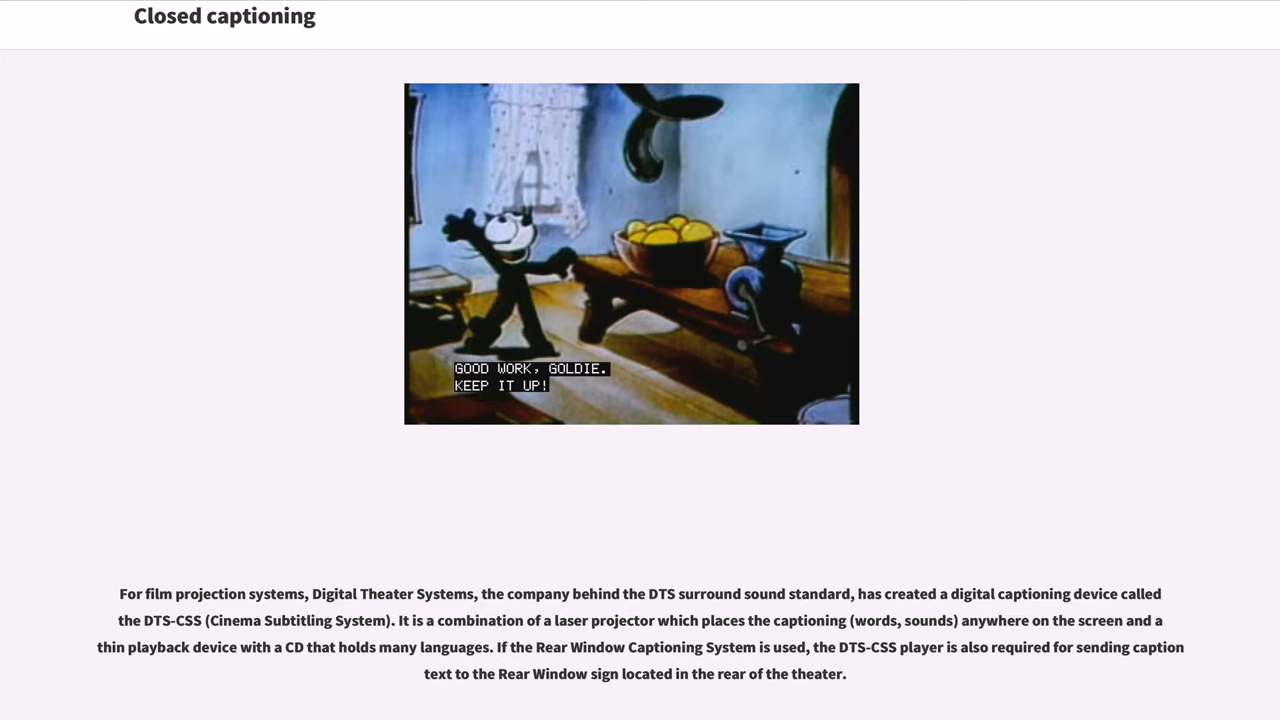 Closed captioning
GOOD WORK, GOLDIE.
KEEP IT UP!
For film projection systems, Digital Theater Systems, the company behind the DTS surround sound standard, has created a digital captioning device called
the DTS-CSS (Cinema Subtitling System). It is a combination of a laser projector which places the captioning (words, sounds) anywhere on the screen and a
thin playback device with a CD that holds many languages. If the Rear Window Captioning System is used, the DTS-CSS player is also required for sending caption
text to the Rear Window sign located in the rear of the theater.